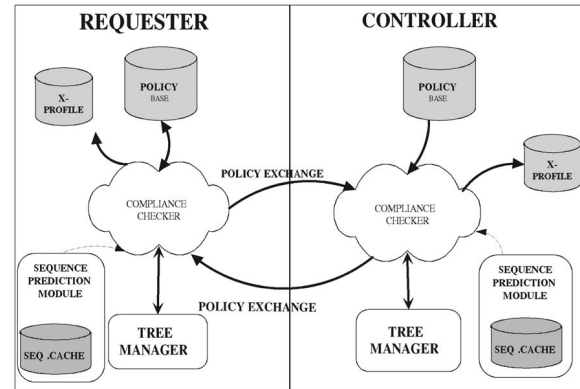 REQUESTER
CONTROLLER
POLICY
BASE
X-
PROFILE
POLICY
BASE
X-
PROFILE
POLICY EXCHANGE
COMPLIANCE
CHECKER
COMPLIANCE
CHECKER
SEQUENCE
PREDICTION
MODULE
SEQ .CACHE
POLICY EXCHANGE
TREE
MANAGER
TREE
MANAGER
SEQUENCE
PREDICTION
MODULE
SEQ .CACHE